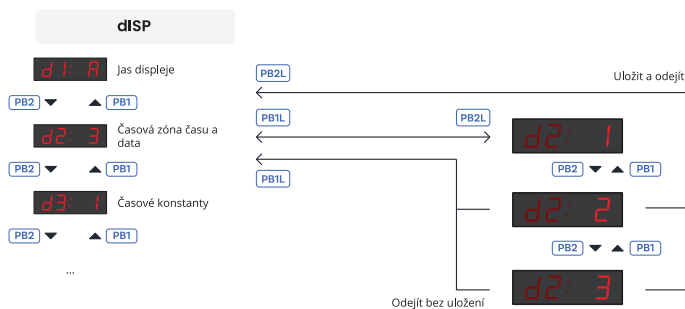 dISP
d1: A
Jas displeje
PB2L
Uložit a odejít
PB2
PB1
PB1L
PB2L
d2: 3
Časová zóna času a
data
d2: 1
PB2
PB1
PB1L
PB2
PB1
d3: 1
Časové konstanty
d2: 2
PB2
PB1
PB2
PB1
...
d2: 3
Odejít bez uložení